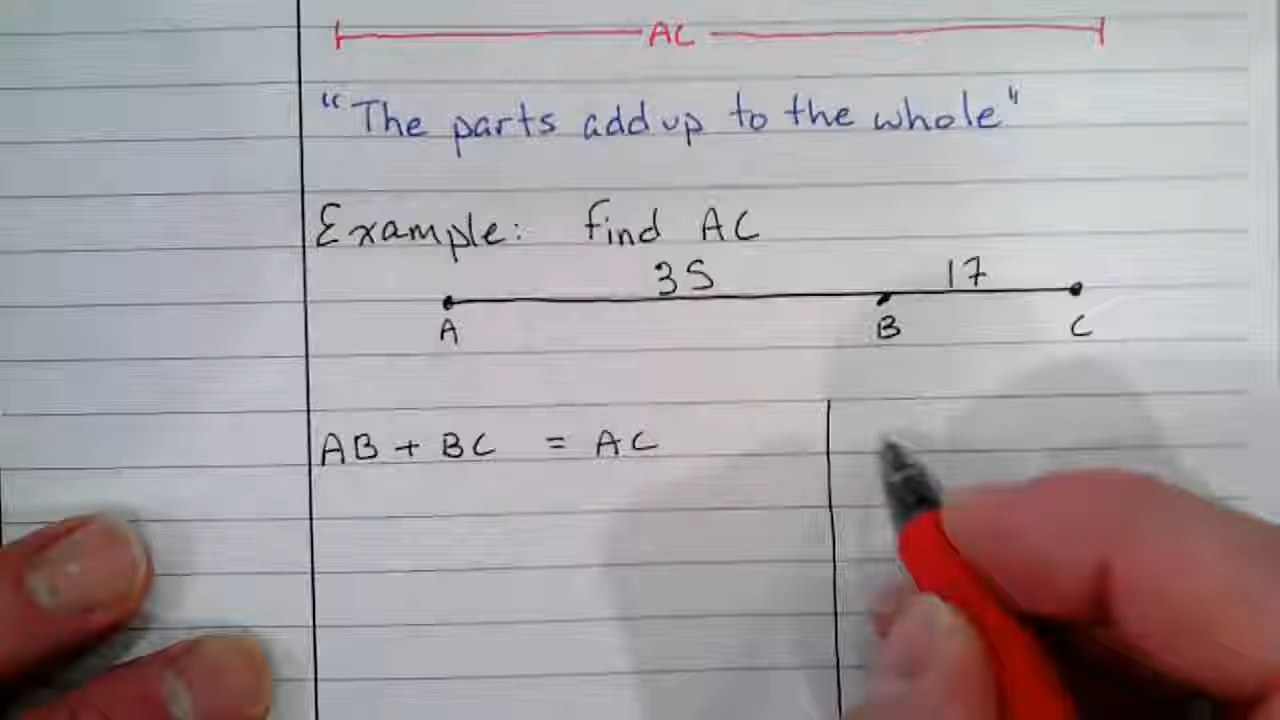 AC
"The parts add up to the whole"
Example: find AC
35 17
A B C
AB + BC = AC